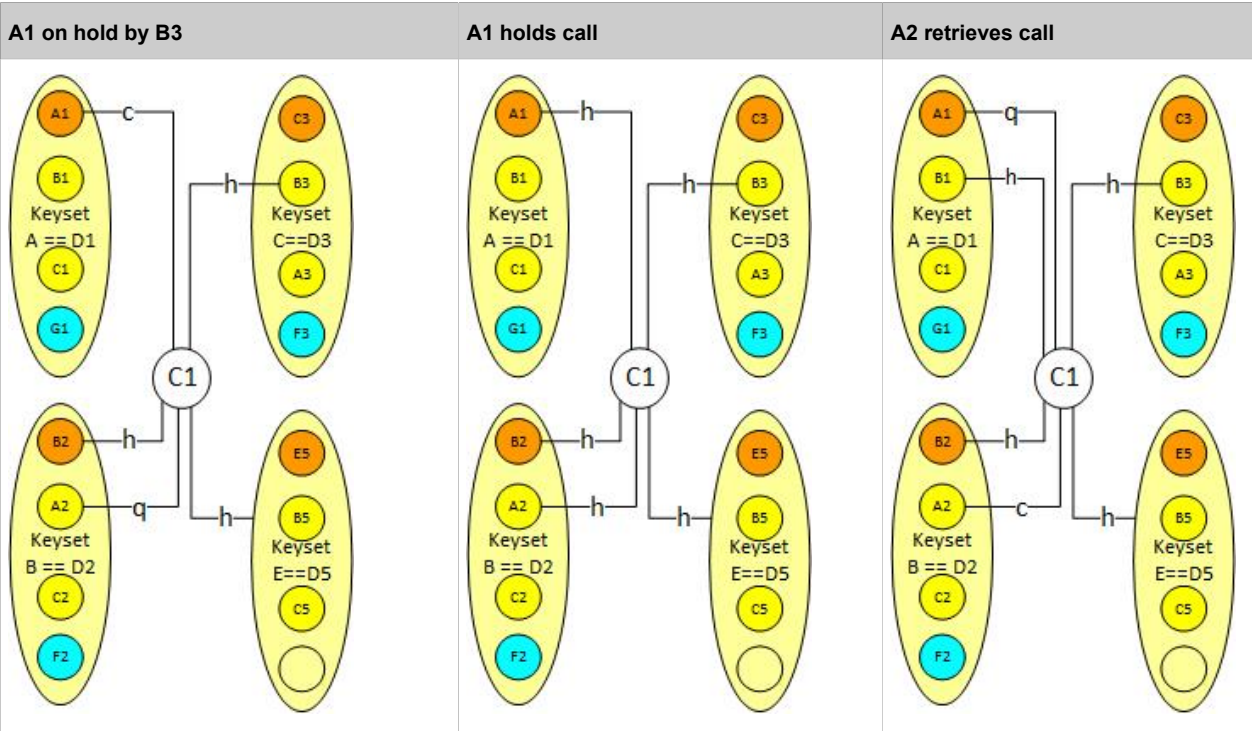 A1 on hold by B3
A1
c
C3
B1
h
B3
Keyset
A == D1
Keyset
C==D3
C1
A3
G1
F3
C1
B2
h
E5
A2
q
h
B5
Keyset
B == D2
Keyset
E==D5
C2
C5
F2
A1 holds call
A1
h
C3
B1
h
B3
Keyset
A == D1
Keyset
C==D3
C1
A3
G1
F3
C1
B2
h
E5
A2
h
h
B5
Keyset
B == D2
Keyset
E==D5
C2
C5
F2
A2 retrieves call
A1
q
C3
B1
h
h
B3
Keyset
A == D1
Keyset
C==D3
C1
A3
G1
F3
C1
B2
h
E5
A2
c
h
B5
Keyset
B == D2
Keyset
E==D5
C2
C5
F2